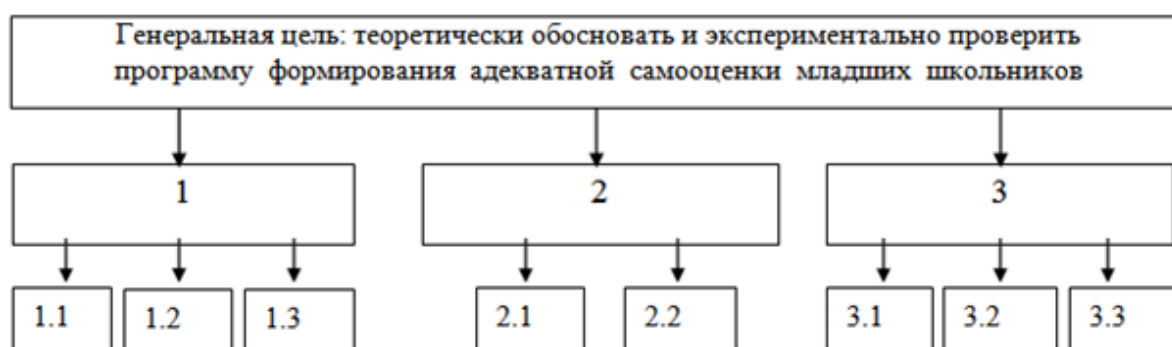 Генеральная цель: теоретически обосновать и экспериментально проверить
программу формирования адекватной самооценки младших школьников
1 2 3
1.1 1.2 1.3 2.1 2.2 3.1 3.2 3.3